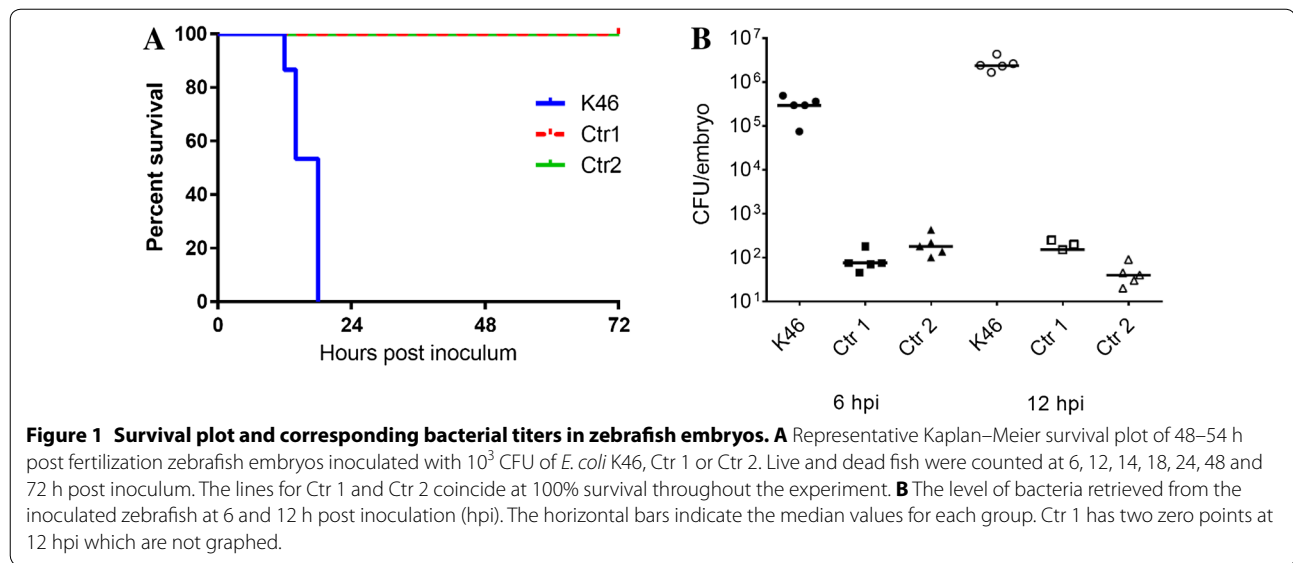 A
100
80
60
40
20
0
Percent survival
0 24 48 72
Hours post inoculum
K46
Ctr1
Ctr2
B
10⁷
10⁶
10⁵
10⁴
10³
10²
10¹
CFU/embryo
K46 Ctr 1 Ctr 2 K46 Ctr 1 Ctr 2
6 hpi 12 hpi
Figure 1 Survival plot and corresponding bacterial titers in zebrafish embryos. A Representative Kaplan–Meier survival plot of 48–54 h
post fertilization zebrafish embryos inoculated with 10³ CFU of E. coli K46, Ctr 1 or Ctr 2. Live and dead fish were counted at 6, 12, 14, 18, 24, 48 and
72 h post inoculum. The lines for Ctr 1 and Ctr 2 coincide at 100% survival throughout the experiment. B The level of bacteria retrieved from the
inoculated zebrafish at 6 and 12 h post inoculation (hpi). The horizontal bars indicate the median values for each group. Ctr 1 has two zero points at
12 hpi which are not graphed.